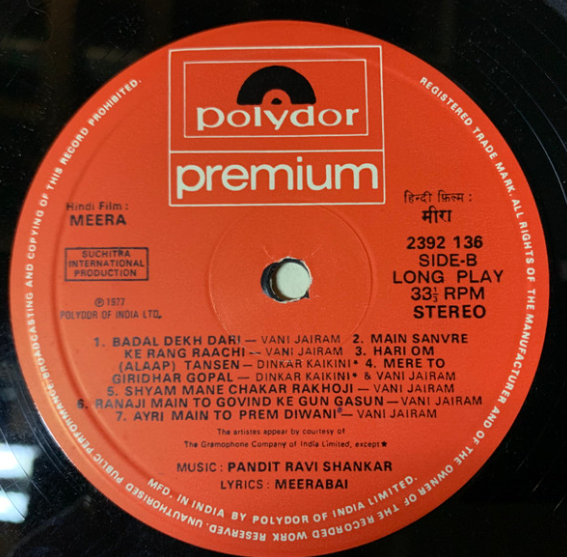 polydor
premium
Hindi Film :
MEERA
SUCHITRA
INTERNATIONAL
PRODUCTION
℗ 1977
POLYDOR OF INDIA LTD.
हिन्दी फ़िल्म :
मीरा
2392 136
SIDE-B
LONG PLAY
33⅓ RPM
STEREO
1. BADAL DEKH DARI – VANI JAIRAM 2. MAIN SANVRE
KE RANG RAACHI -- VANI JAIRAM 3. HARI OM
(ALAAP) TANSEN – DINKAR KAIKINI* 4. MERE TO
GIRIDHAR GOPAL – DINKAR KAIKINI* & VANI JAIRAM
5. SHYAM MANE CHAKAR RAKHOJI – VANI JAIRAM
6. RANAJI MAIN TO GOVIND KE GUN GASUN – VANI JAIRAM
7. AYRI MAIN TO PREM DIWANI – VANI JAIRAM
The artistes appear by courtesy of
The Gramophone Company of India Limited, except★
MUSIC : PANDIT RAVI SHANKAR
LYRICS : MEERABAI
REGISTERED TRADE MARK. ALL RIGHTS OF THE MANUFACTURER AND OF THE OWNER OF THE RECORDED WORK RESERVED. UNAUTHORISED PUBLIC PERFORMANCE, BROADCASTING AND COPYING OF THIS RECORD PROHIBITED.
MFD. IN INDIA BY POLYDOR OF INDIA LIMITED.